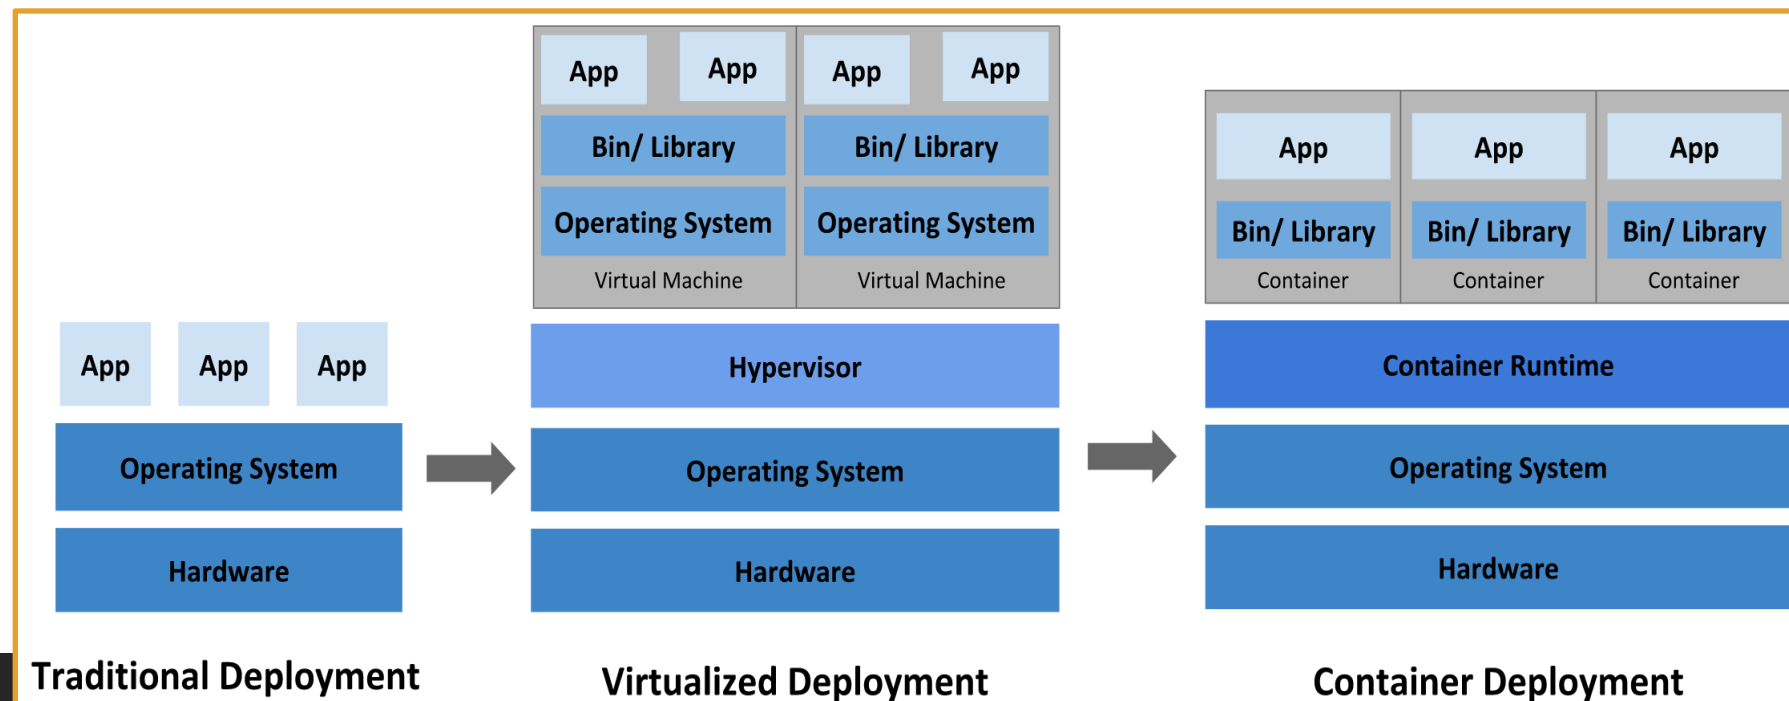 App App App
Operating System
Hardware
Traditional Deployment
App App App App
Bin/ Library Bin/ Library
Operating System Operating System
Virtual Machine Virtual Machine
Hypervisor
Operating System
Hardware
Virtualized Deployment
App App App
Bin/ Library Bin/ Library Bin/ Library
Container Container Container
Container Runtime
Operating System
Hardware
Container Deployment